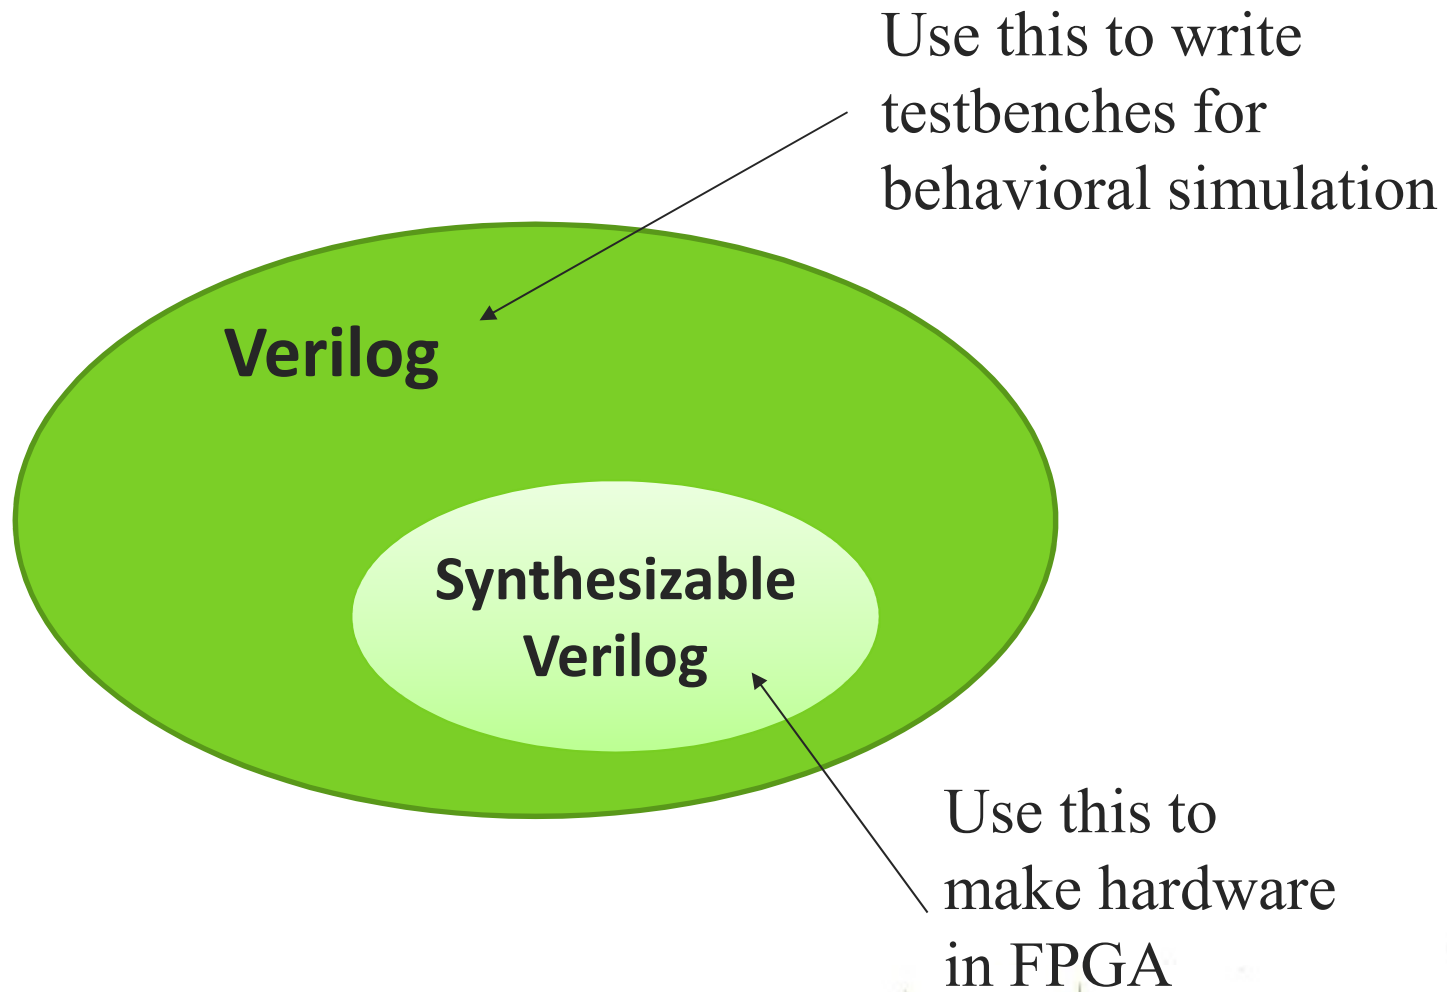 Use this to write
testbenches for
behavioral simulation
Verilog
Synthesizable
Verilog
Use this to
make hardware
in FPGA